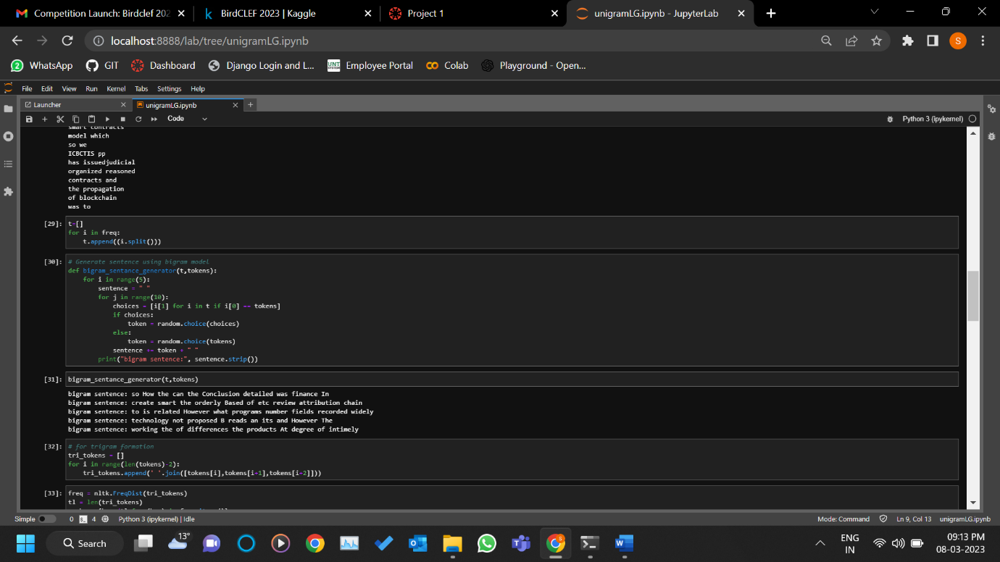 Competition Launch: Birdclef 202
BirdCLEF 2023 | Kaggle
Project 1
unigramLG.ipynb - JupyterLab
localhost:8888/lab/tree/unigramLG.ipynb
S
2 WhatsApp
GIT
Dashboard
Django Login and L...
UNT SYSTEM Employee Portal
Colab
Playground - Open...
File Edit View Run Kernel Tabs Settings Help
Launcher
unigramLG.ipynb
Code
Python 3 (ipykernel)
smart contracts
model which
so we
ICBCTIS pp
has issuedjudicial
organized reasoned
contracts and
the propagation
of blockchain
was to
[29]: t=[]
for i in freq:
t.append((i.split()))
[30]: # Generate sentence using bigram model
def bigram_sentance_generator(t,tokens):
for i in range(5):
sentence = " "
for j in range(10):
choices = [i[1] for i in t if i[0] == tokens]
if choices:
token = random.choice(choices)
else:
token = random.choice(tokens)
sentence += token + " "
print("bigram sentence:", sentence.strip())
[31]: bigram_sentance_generator(t,tokens)
bigram sentence: so How the can the Conclusion detailed was finance In
bigram sentence: create smart the orderly Based of etc review attribution chain
bigram sentence: to is related However what programs number fields recorded widely
bigram sentence: technology not proposed B reads an its and However The
bigram sentence: working the of differences the products At degree of intimely
[32]: # for trigram farmation
tri_tokens = []
for i in range(len(tokens)-2):
tri_tokens.append(' '.join([tokens[i],tokens[i+1],tokens[i+2]]))
[33]: freq = nltk.FreqDist(tri_tokens)
tl = len(tri_tokens)
Simple
0
4
Python 3 (ipykernel) | Idle
Mode: Command
Ln 9, Col 13
unigramLG.ipynb
Search
13°
ENG
IN
09:13 PM
08-03-2023